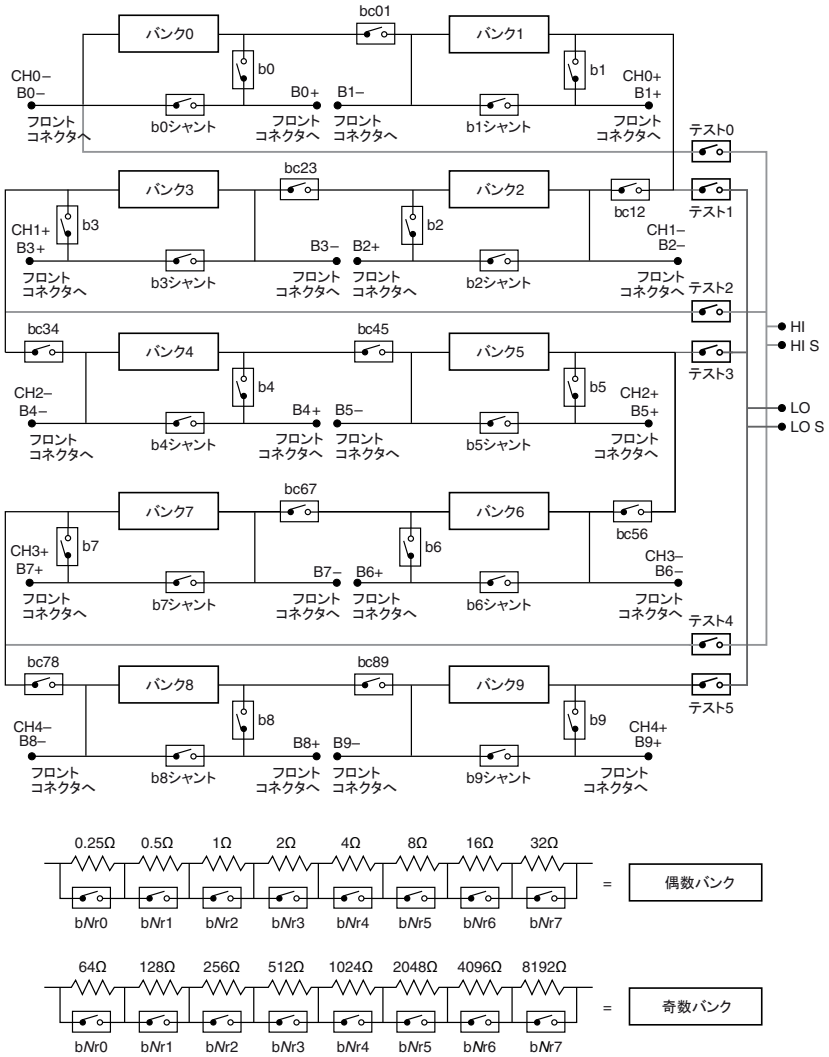 bc01
バンク0
バンク1
b0
b1
CH0−
B0−
B0+
B1−
CH0+
B1+
フロント
コネクタへ
b0シャント
フロント
コネクタへ
フロント
コネクタへ
b1シャント
フロント
コネクタへ
テスト0
bc23
バンク3
バンク2
bc12
テスト1
b3
b2
CH1+
B3+
B3−
B2+
CH1−
B2−
フロント
コネクタへ
b3シャント
フロント
コネクタへ
フロント
コネクタへ
b2シャント
フロント
コネクタへ
テスト2
HI
HI S
bc34
バンク4
bc45
バンク5
テスト3
b4
b5
CH2−
B4−
B4+
B5−
CH2+
B5+
LO
LO S
フロント
コネクタへ
b4シャント
フロント
コネクタへ
フロント
コネクタへ
b5シャント
フロント
コネクタへ
bc67
バンク7
バンク6
bc56
b7
b6
CH3+
B7+
B7−
B6+
CH3−
B6−
フロント
コネクタへ
b7シャント
フロント
コネクタへ
フロント
コネクタへ
b6シャント
フロント
コネクタへ
テスト4
bc78
バンク8
bc89
バンク9
テスト5
b8
b9
CH4−
B8−
B8+
B9−
CH4+
B9+
フロント
コネクタへ
b8シャント
フロント
コネクタへ
フロント
コネクタへ
b9シャント
フロント
コネクタへ
0.25Ω 0.5Ω 1Ω 2Ω 4Ω 8Ω 16Ω 32Ω
= 偶数バンク
bNr0 bNr1 bNr2 bNr3 bNr4 bNr5 bNr6 bNr7
64Ω 128Ω 256Ω 512Ω 1024Ω 2048Ω 4096Ω 8192Ω
= 奇数バンク
bNr0 bNr1 bNr2 bNr3 bNr4 bNr5 bNr6 bNr7